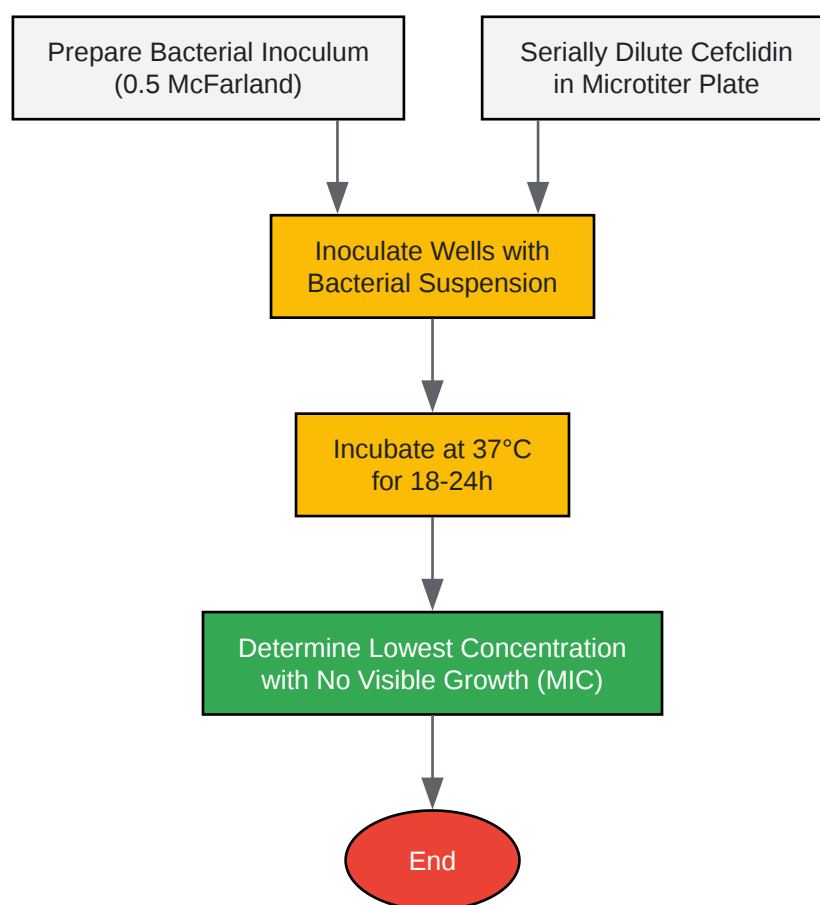 Prepare Bacterial Inoculum
(0.5 McFarland)
Serially Dilute Cefclidin
in Microtiter Plate
Inoculate Wells with
Bacterial Suspension
Incubate at 37°C
for 18-24h
Determine Lowest Concentration
with No Visible Growth (MIC)
End